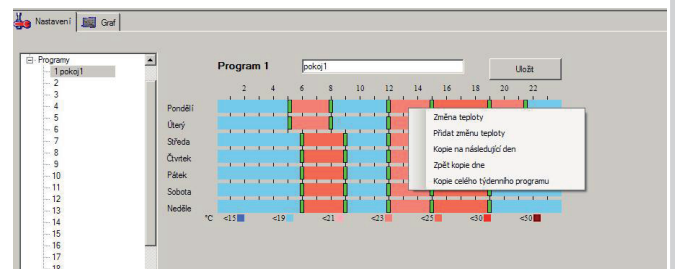 Nastavení Graf
Programy
1 pokoj1
2
3
4
5
6
7
8
9
10
11
12
13
14
15
16
17
18
Program 1 pokoj1 Uložit
2 4 6 8 10 12 14 16 18 20 22
Pondělí
Úterý
Středa
Čtvrtek
Pátek
Sobota
Neděle
Změna teploty
Přidat změnu teploty
Kopie na následující den
Zpět kopie dne
Kopie celého týdenního programu
°C <15 <19 <21 <23 <25 <30 <50